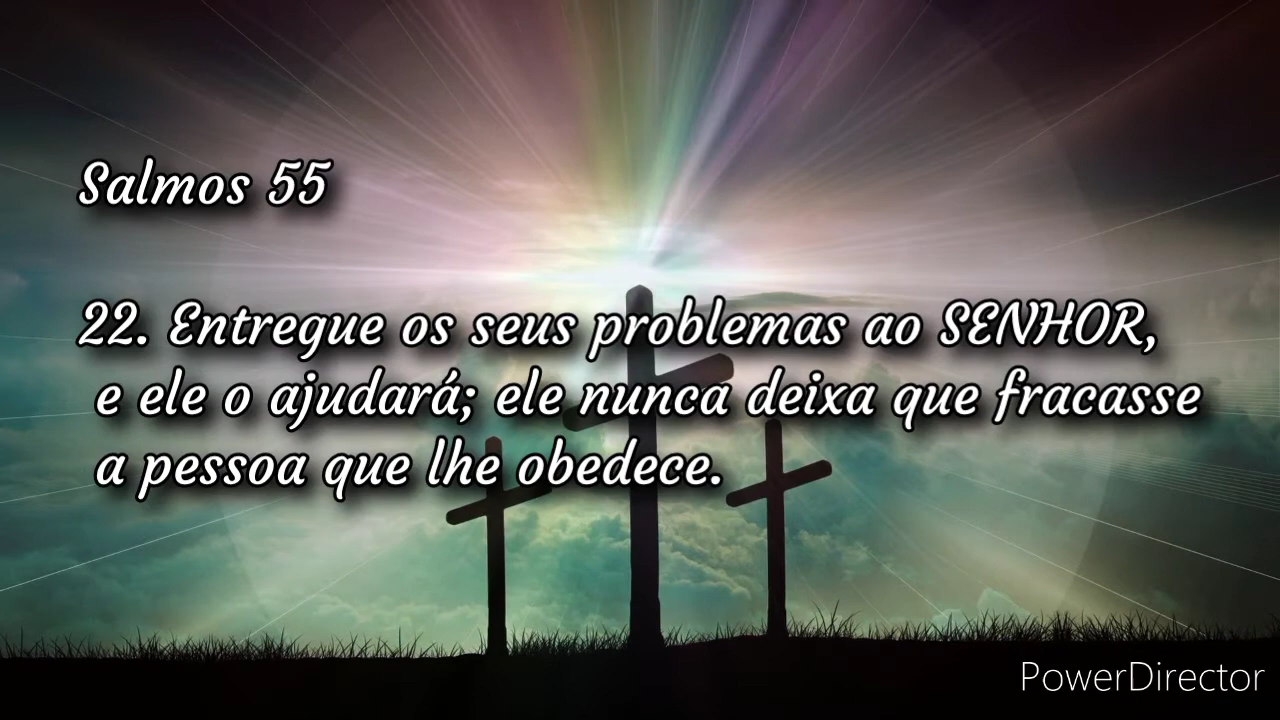 Salmos 55
22. Entregue os seus problemas ao SENHOR,
e ele o ajudará; ele nunca deixa que fracasse
a pessoa que lhe obedece.
PowerDirector